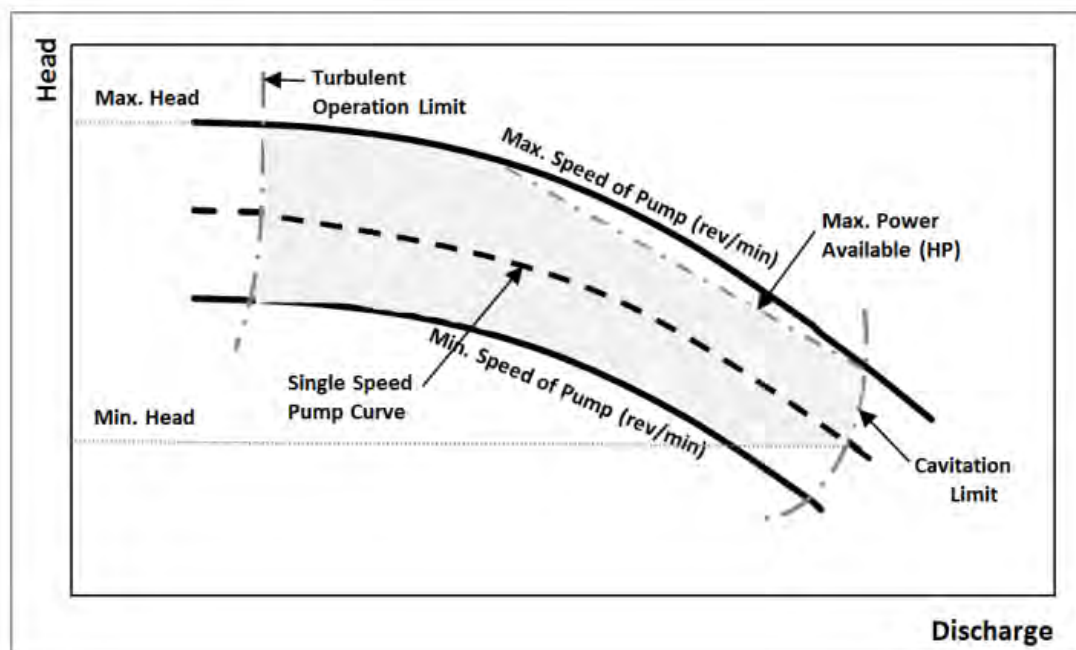 Head
Turbulent
Operation Limit
Max. Head
Max. Speed of Pump (rev/min)
Max. Power
Available (HP)
Min. Speed of Pump (rev/min)
Single Speed
Pump Curve
Min. Head
Cavitation
Limit
Discharge